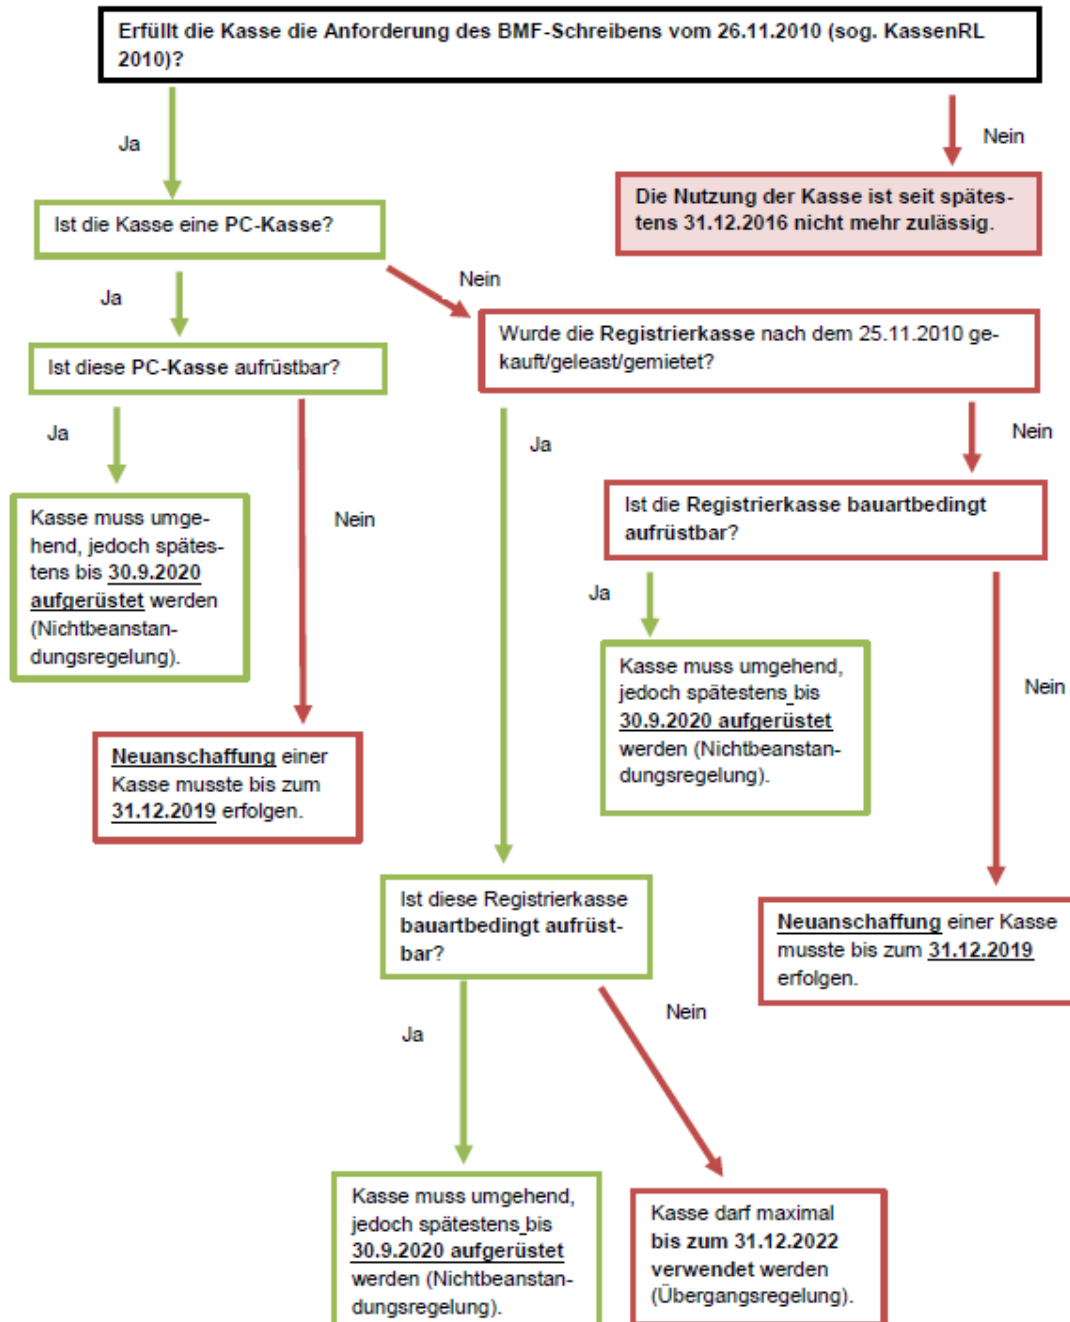 Erfüllt die Kasse die Anforderung des BMF-Schreibens vom 26.11.2010 (sog. KassenRL
2010)?
Ja
Nein
Die Nutzung der Kasse ist seit spätes-
tens 31.12.2016 nicht mehr zulässig.
Ist die Kasse eine PC-Kasse?
Ja
Nein
Wurde die Registrierkasse nach dem 25.11.2010 ge-
kauft/geleast/gemietet?
Ist diese PC-Kasse aufrüstbar?
Ja
Nein
Ja
Nein
Kasse muss umge-
hend, jedoch spätes-
tens bis 30.9.2020
aufgerüstet werden
(Nichtbeanstan-
dungsregelung).
Ist die Registrierkasse bauartbedingt
aufrüstbar?
Ja
Nein
Kasse muss umgehend,
jedoch spätestens bis
30.9.2020 aufgerüstet
werden (Nichtbeanstan-
dungsregelung).
Neuanschaffung einer
Kasse musste bis zum
31.12.2019 erfolgen.
Ist diese Registrierkasse
bauartbedingt aufrüst-
bar?
Neuanschaffung einer Kasse
musste bis zum 31.12.2019
erfolgen.
Ja
Nein
Kasse muss umgehend,
jedoch spätestens bis
30.9.2020 aufgerüstet
werden (Nichtbeanstan-
dungsregelung).
Kasse darf maximal
bis zum 31.12.2022
verwendet werden
(Übergangsregelung).